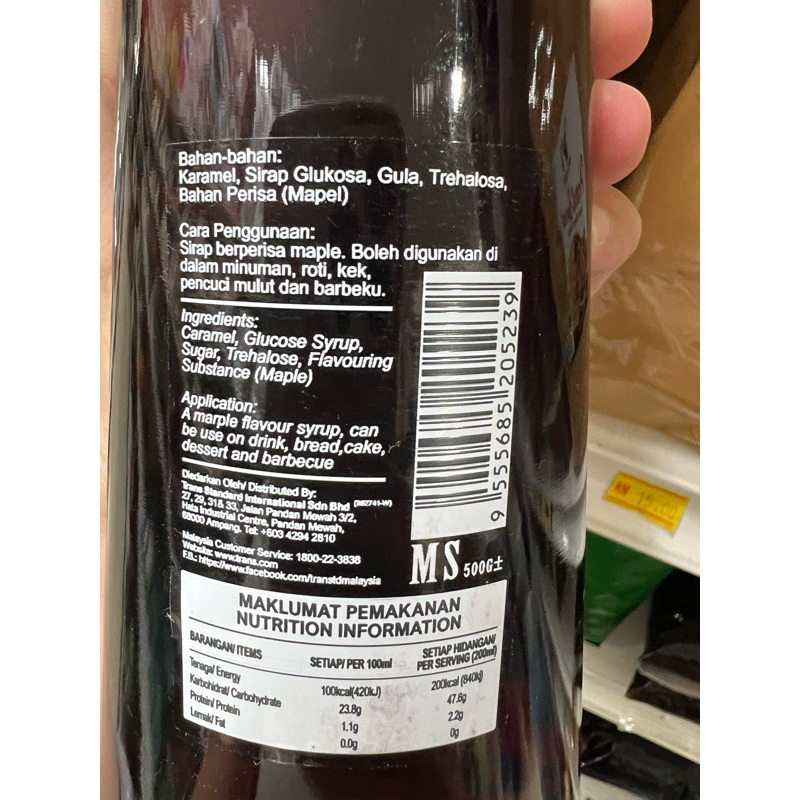 Bahan-bahan:
Karamel, Sirap Glukosa, Gula, Trehalosa,
Bahan Perisa (Mapel)
Cara Penggunaan:
Sirap berperisa maple. Boleh digunakan di
dalam minuman, roti, kek,
pencuci mulut dan barbeku.
Ingredients:
Caramel, Glucose Syrup,
Sugar, Trehalose, Flavouring
Substance (Maple)
Application:
A marple flavour syrup, can
be use on drink, bread,cake,
dessert and barbecue
Diedarkan Oleh/ Distributed By:
Trans Standard International Sdn Bhd (382741-W)
27, 29, 31& 33, Jalan Pandan Mewah 3/2,
Hata Industrial Centre, Pandan Mewah,
68000 Ampang. Tel: +603 4294 2810
Malaysia Customer Service: 1800-22-3838
Website: www.trans.com
F.B.: https://www.facebook.com/transtdmalaysia
9 555685 205239
MS 500G±
MAKLUMAT PEMAKANAN
NUTRITION INFORMATION
BARANGAN/ ITEMS SETIAP/ PER 100ml SETIAP HIDANGAN/ PER SERVING (200ml)
Tenaga/ Energy 100kcal(420kJ) 200kcal (840kj)
Karbohidrat/ Carbohydrate 23.8g 47.6g
Protein/ Protein 1.1g 2.2g
Lemak/ Fat 0.0g 0g
RM 15.00